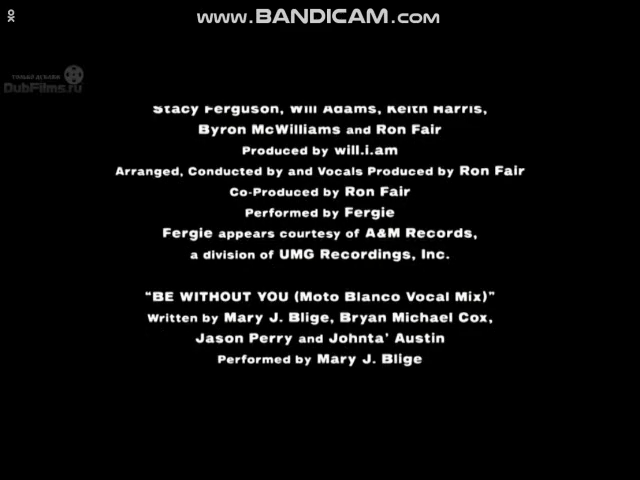 www.BANDICAM.com
DubFilms.ru
Stacy Ferguson, Will Adams, Keith Harris,
Byron McWilliams and Ron Fair
Produced by will.i.am
Arranged, Conducted by and Vocals Produced by Ron Fair
Co-Produced by Ron Fair
Performed by Fergie
Fergie appears courtesy of A&M Records,
a division of UMG Recordings, Inc.
"BE WITHOUT YOU (Moto Blanco Vocal Mix)"
Written by Mary J. Blige, Bryan Michael Cox,
Jason Perry and Johnta' Austin
Performed by Mary J. Blige